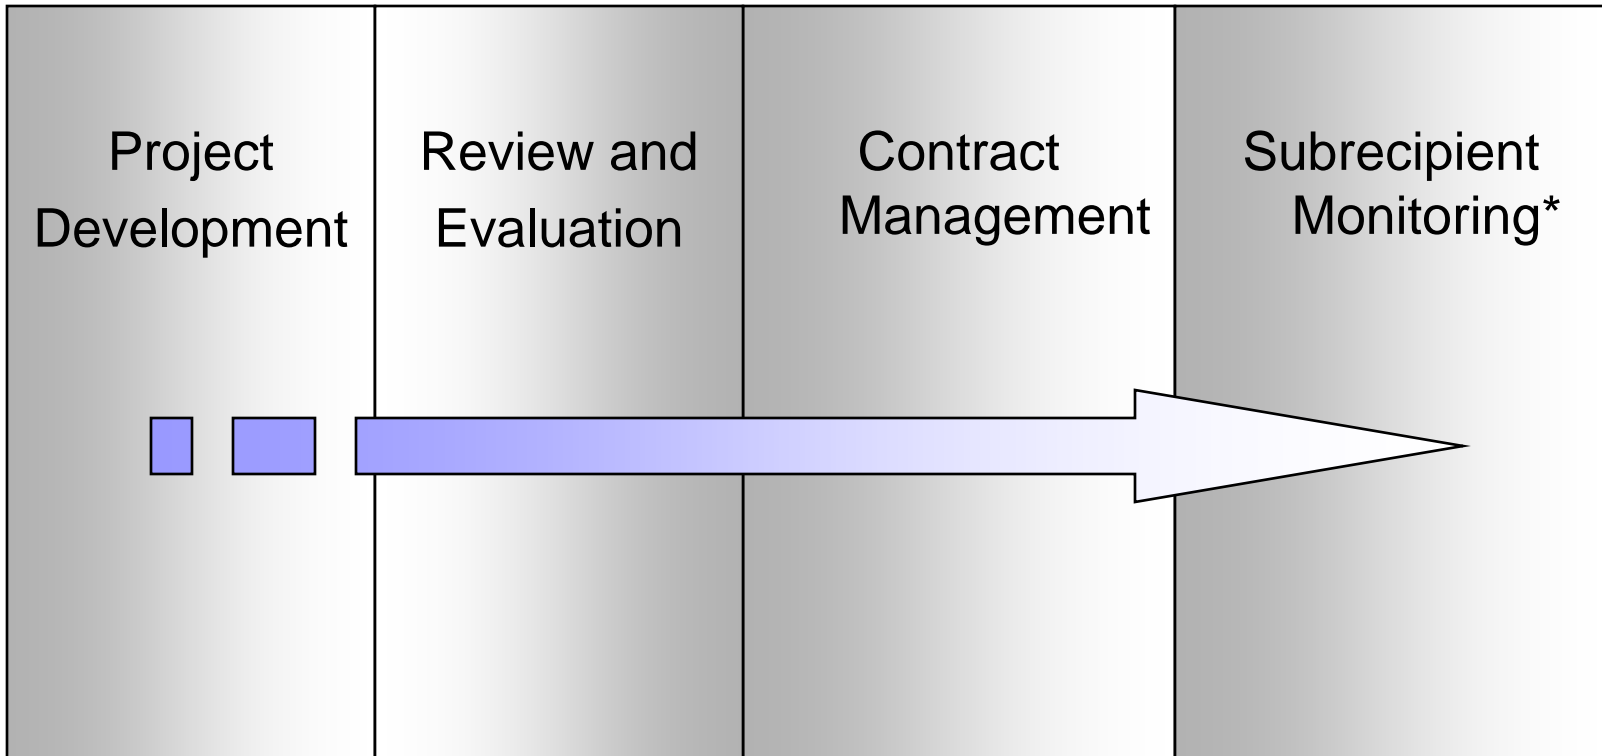 Project
Development
Review and
Evaluation
Contract
Management
Subrecipient
Monitoring*